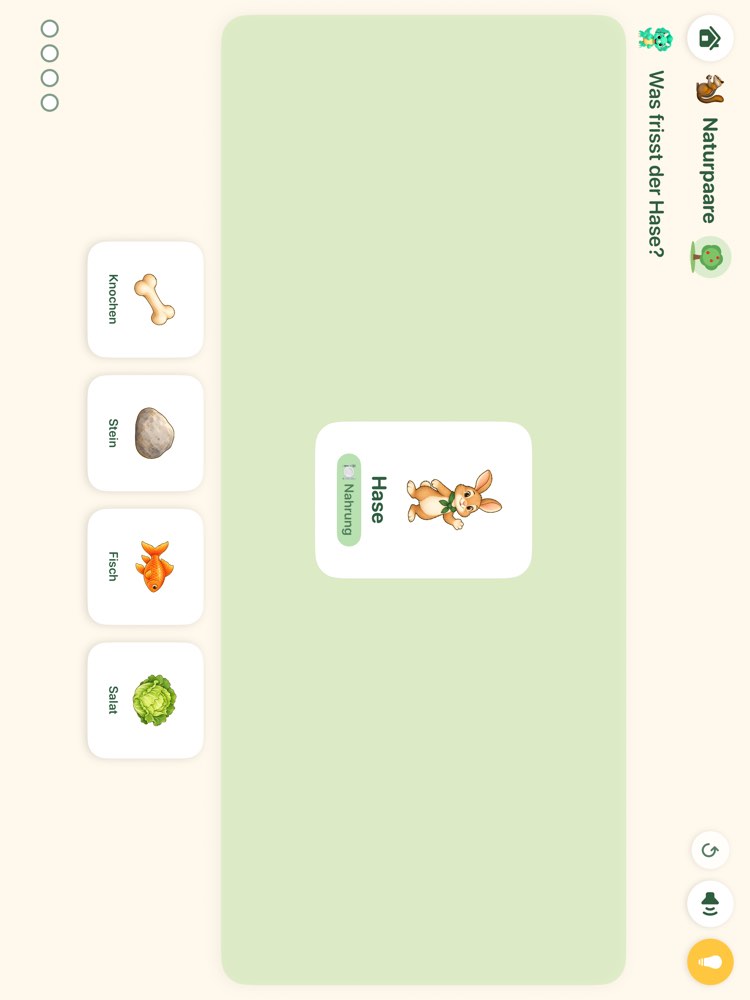 Naturpaare
Was frisst der Hase?
Hase
Nahrung
Knochen
Stein
Fisch
Salat